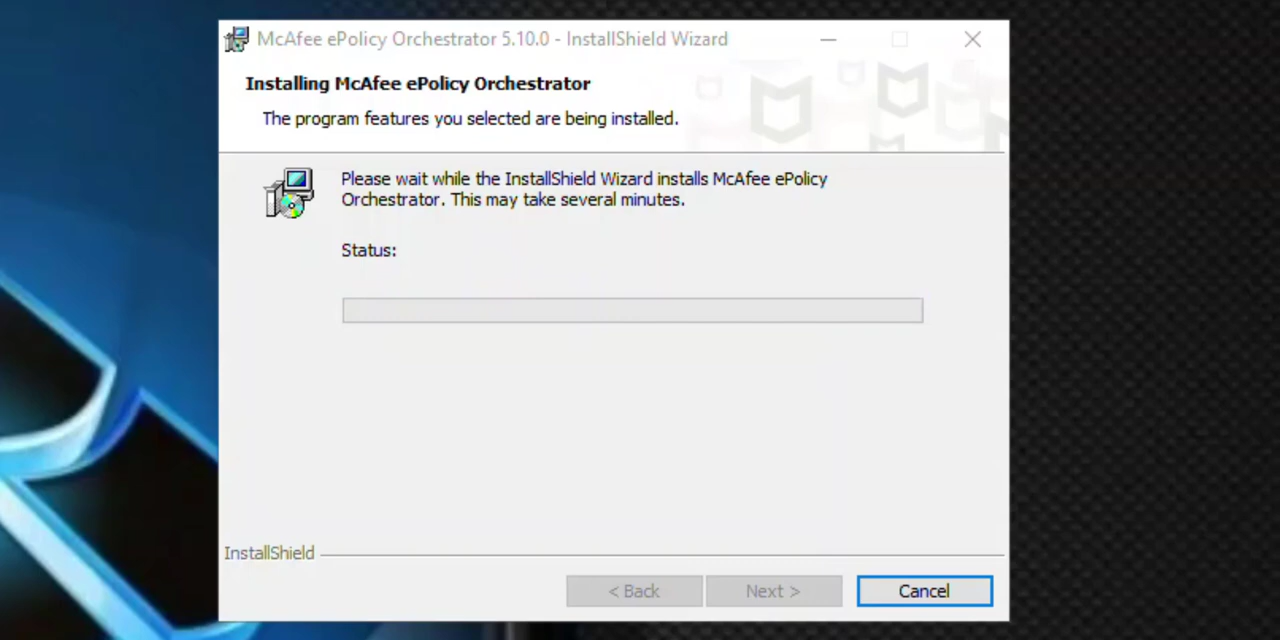 McAfee ePolicy Orchestrator 5.10.0 - InstallShield Wizard
Installing McAfee ePolicy Orchestrator
The program features you selected are being installed.
Please wait while the InstallShield Wizard installs McAfee ePolicy
Orchestrator. This may take several minutes.
Status:
InstallShield
< Back
Next >
Cancel